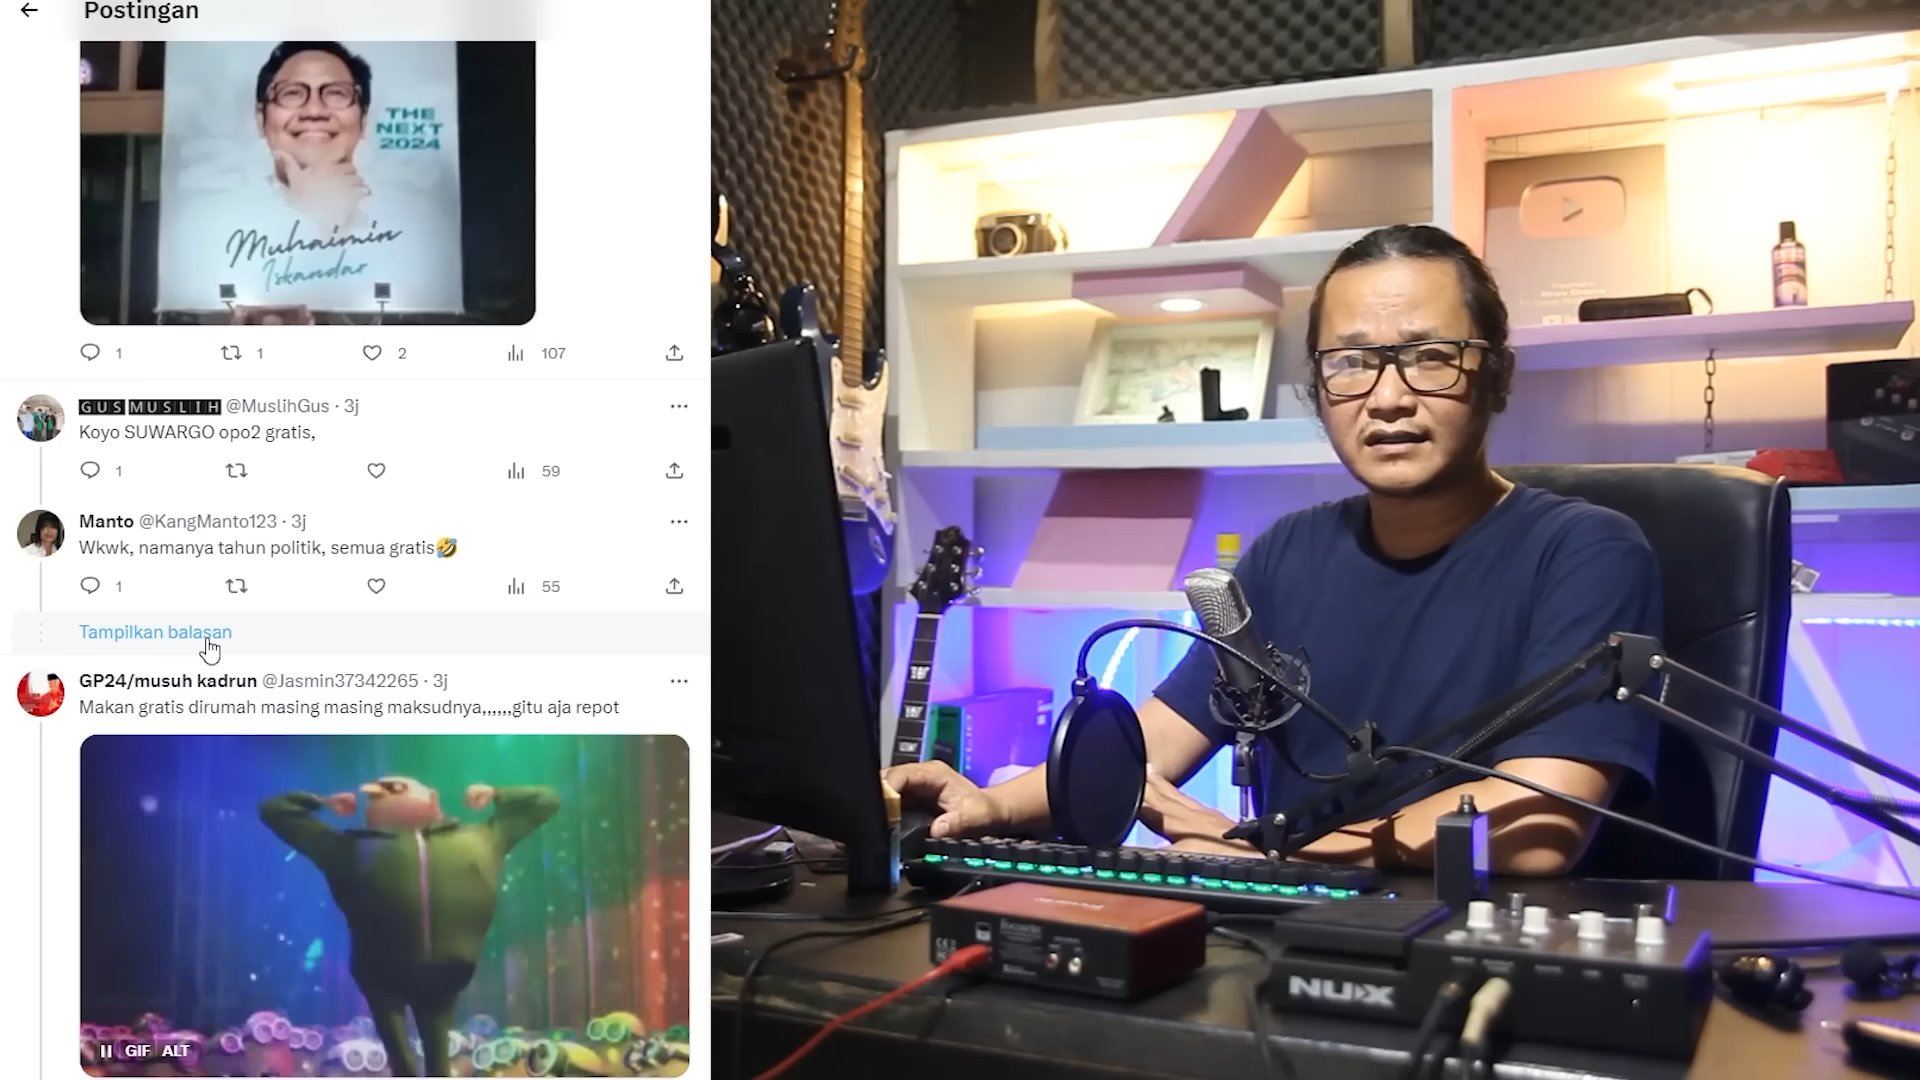 Postingan
THE
NEXT
2024
Muhaimin
Iskandar
1
1
2
107
GUS MUSLIH @MuslihGus · 3j
Koyo SUWARGO opo2 gratis,
1
59
Manto @KangManto123 · 3j
Wkwk, namanya tahun politik, semua gratis🤣
1
55
Tampilkan balasan
GP24/musuh kadrun @Jasmin37342265 · 3j
Makan gratis dirumah masing masing maksudnya,,,,,,gitu aja repot
GIF ALT
NUX